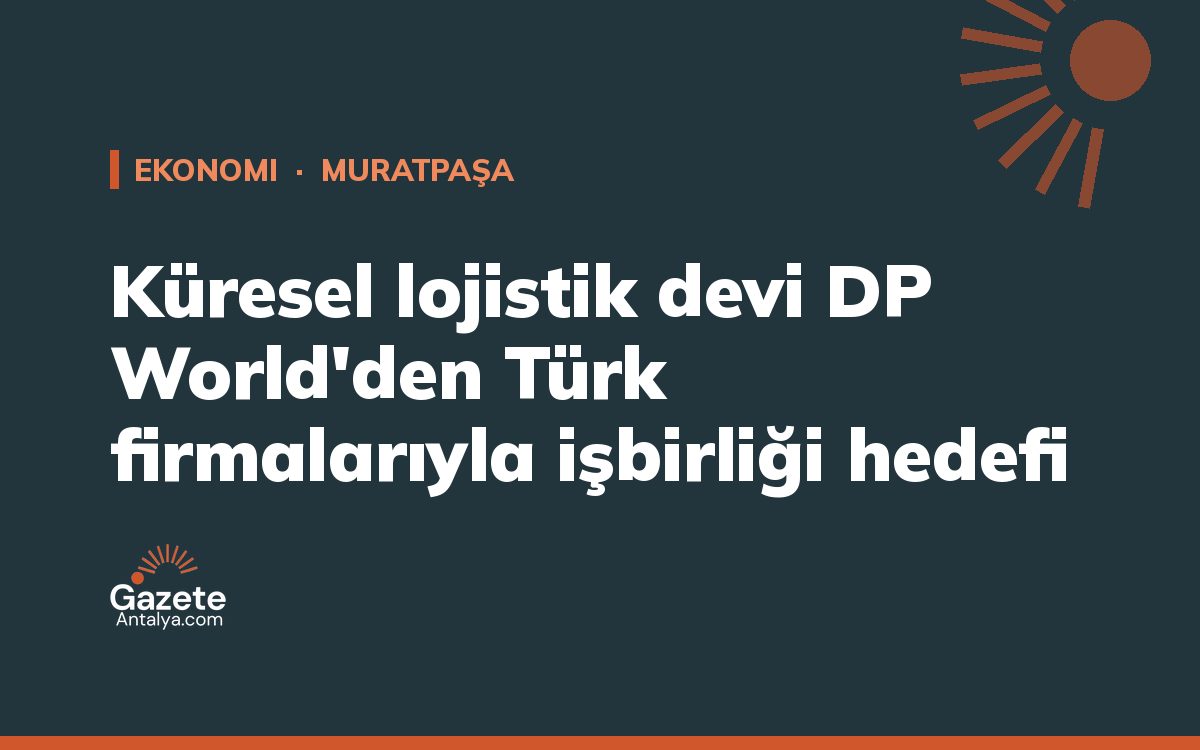 EKONOMI · MURATPAŞA
Küresel lojistik devi DP
World'den Türk
firmalarıyla işbirliği hedefi
Gazete
Antalya.com